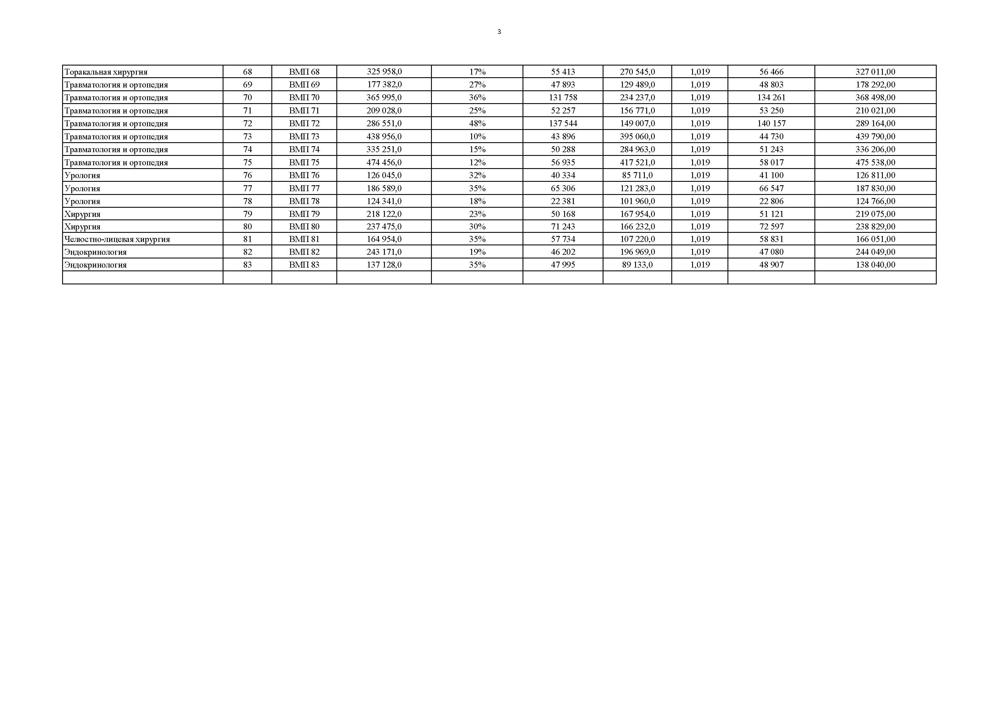 3
Торакальная хирургия 68 ВМП 68 325 958,0 17% 55 413 270 545,0 1,019 56 466 327 011,00
Травматология и ортопедия 69 ВМП 69 177 382,0 27% 47 893 129 489,0 1,019 48 803 178 292,00
Травматология и ортопедия 70 ВМП 70 365 995,0 36% 131 758 234 237,0 1,019 134 261 368 498,00
Травматология и ортопедия 71 ВМП 71 209 028,0 25% 52 257 156 771,0 1,019 53 250 210 021,00
Травматология и ортопедия 72 ВМП 72 286 551,0 48% 137 544 149 007,0 1,019 140 157 289 164,00
Травматология и ортопедия 73 ВМП 73 438 956,0 10% 43 896 395 060,0 1,019 44 730 439 790,00
Травматология и ортопедия 74 ВМП 74 335 251,0 15% 50 288 284 963,0 1,019 51 243 336 206,00
Травматология и ортопедия 75 ВМП 75 474 456,0 12% 56 935 417 521,0 1,019 58 017 475 538,00
Урология 76 ВМП 76 126 045,0 32% 40 334 85 711,0 1,019 41 100 126 811,00
Урология 77 ВМП 77 186 589,0 35% 65 306 121 283,0 1,019 66 547 187 830,00
Урология 78 ВМП 78 124 341,0 18% 22 381 101 960,0 1,019 22 806 124 766,00
Хирургия 79 ВМП 79 218 122,0 23% 50 168 167 954,0 1,019 51 121 219 075,00
Хирургия 80 ВМП 80 237 475,0 30% 71 243 166 232,0 1,019 72 597 238 829,00
Челюстно-лицевая хирургия 81 ВМП 81 164 954,0 35% 57 734 107 220,0 1,019 58 831 166 051,00
Эндокринология 82 ВМП 82 243 171,0 19% 46 202 196 969,0 1,019 47 080 244 049,00
Эндокринология 83 ВМП 83 137 128,0 35% 47 995 89 133,0 1,019 48 907 138 040,00